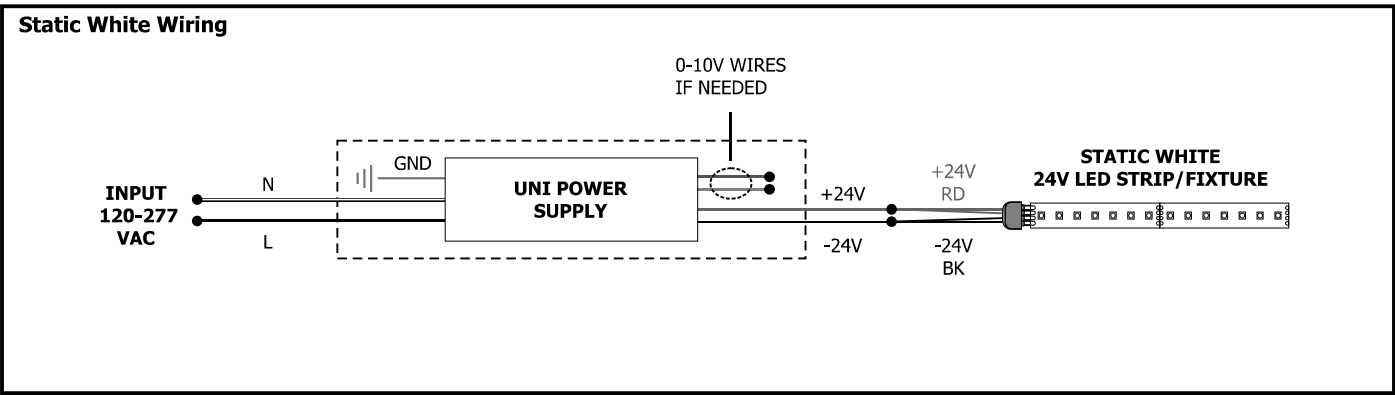 Static White Wiring
0-10V WIRES
IF NEEDED
GND
N
INPUT
120-277
VAC
L
UNI POWER
SUPPLY
+24V
-24V
+24V
RD
-24V
BK
STATIC WHITE
24V LED STRIP/FIXTURE